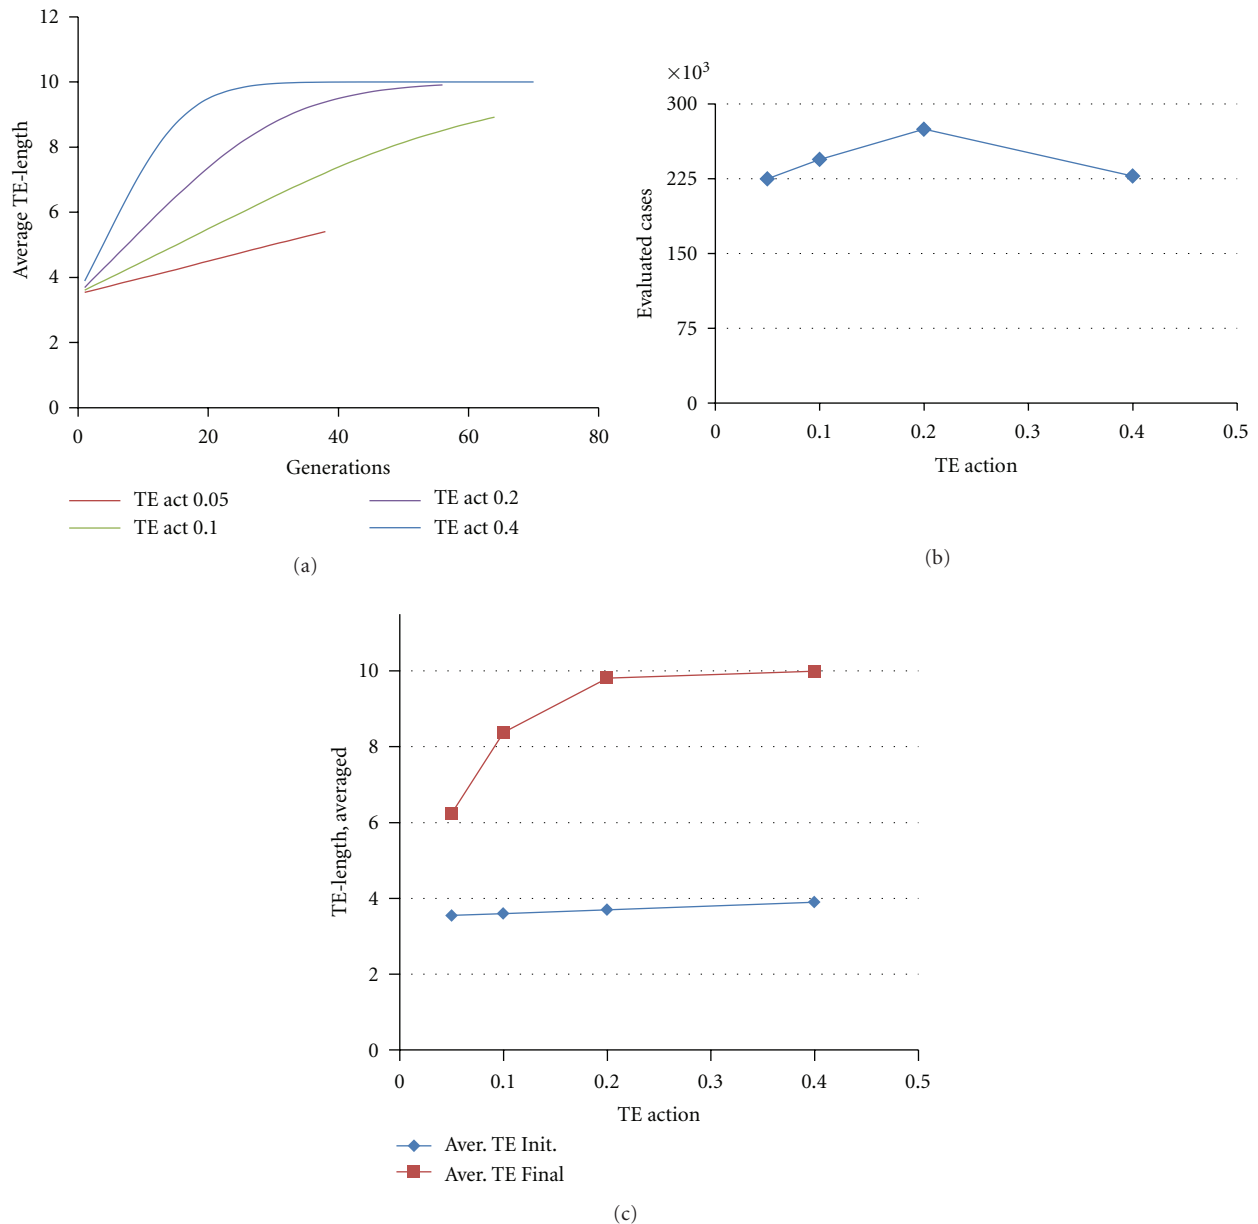 12
10
8
6
4
2
0
Average TE-length
0 20 40 60 80
Generations
TE act 0.05
TE act 0.1
TE act 0.2
TE act 0.4
(a)
×10³
300
225
150
75
0
Evaluated cases
0 0.1 0.2 0.3 0.4 0.5
TE action
(b)
10
8
6
4
2
0
TE-length, averaged
0 0.1 0.2 0.3 0.4 0.5
TE action
Aver. TE Init.
Aver. TE Final
(c)